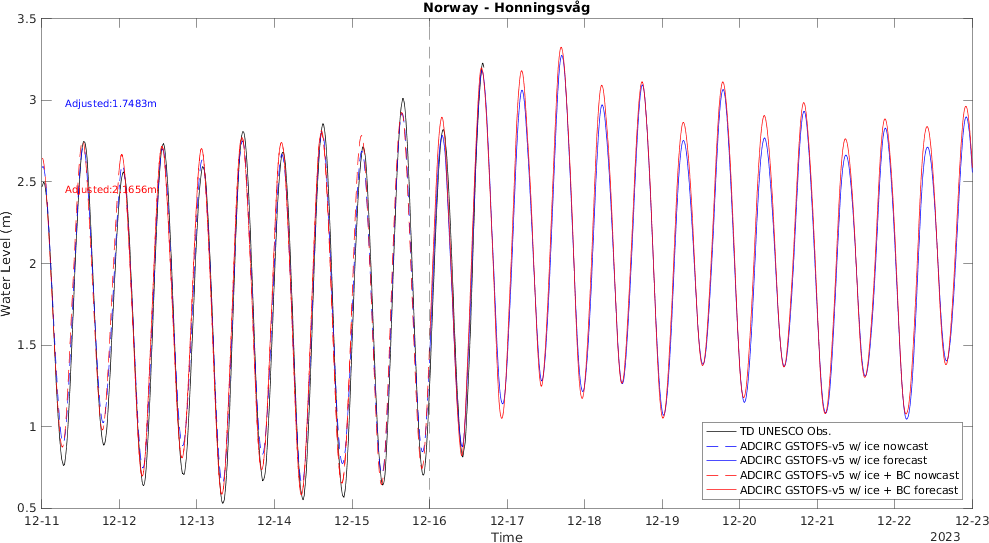 Norway - Honningsvåg
3.5
3
2.5
2
1.5
1
0.5
Water Level (m)
Adjusted:1.7483m
Adjusted:2.1656m
TD UNESCO Obs.
ADCIRC GSTOFS-v5 w/ ice nowcast
ADCIRC GSTOFS-v5 w/ ice forecast
ADCIRC GSTOFS-v5 w/ ice + BC nowcast
ADCIRC GSTOFS-v5 w/ ice + BC forecast
12-11 12-12 12-13 12-14 12-15 12-16 12-17 12-18 12-19 12-20 12-21 12-22 12-23
Time
2023